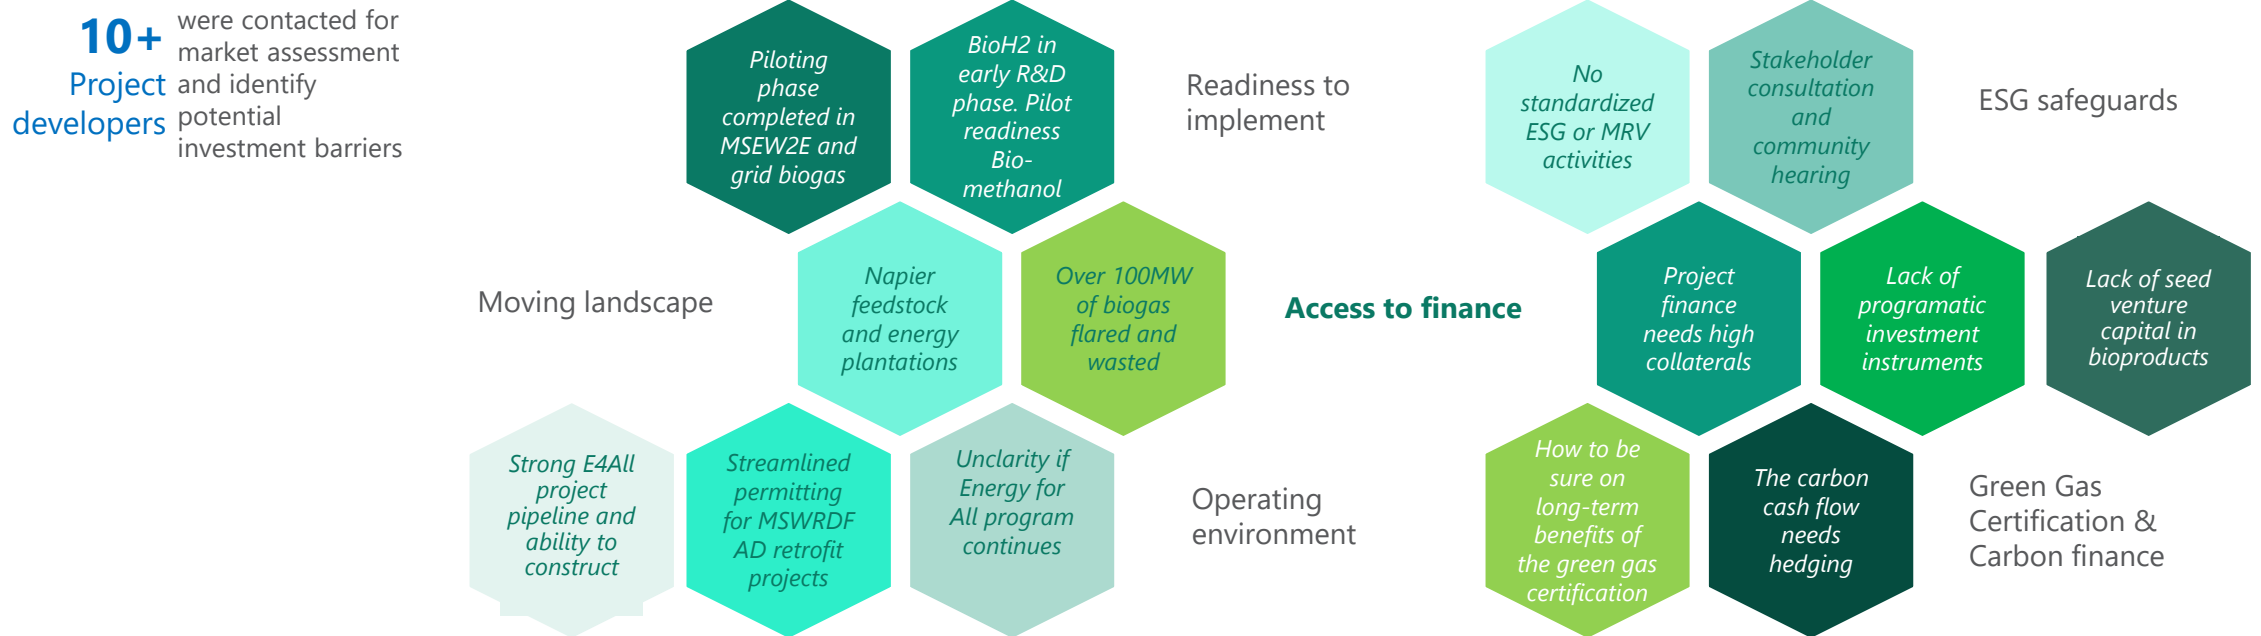 10+
Project
developers
were contacted for
market assessment
and identify
potential
investment barriers
Piloting
phase
completed in
MSEW2E and
grid biogas
BioH2 in
early R&D
phase. Pilot
readiness
Bio-
methanol
Readiness to
implement
Moving landscape
Napier
feedstock
and energy
plantations
Over 100MW
of biogas
flared and
wasted
Strong E4All
project
pipeline and
ability to
construct
Streamlined
permitting
for MSWRDF
AD retrofit
projects
Unclarity if
Energy for
All program
continues
Operating
environment
No
standardized
ESG or MRV
activities
Stakeholder
consultation
and
community
hearing
ESG safeguards
Access to finance
Project
finance
needs high
collaterals
Lack of
programatic
investment
instruments
Lack of seed
venture
capital in
bioproducts
How to be
sure on
long-term
benefits of
the green gas
certification
The carbon
cash flow
needs
hedging
Green Gas
Certification &
Carbon finance